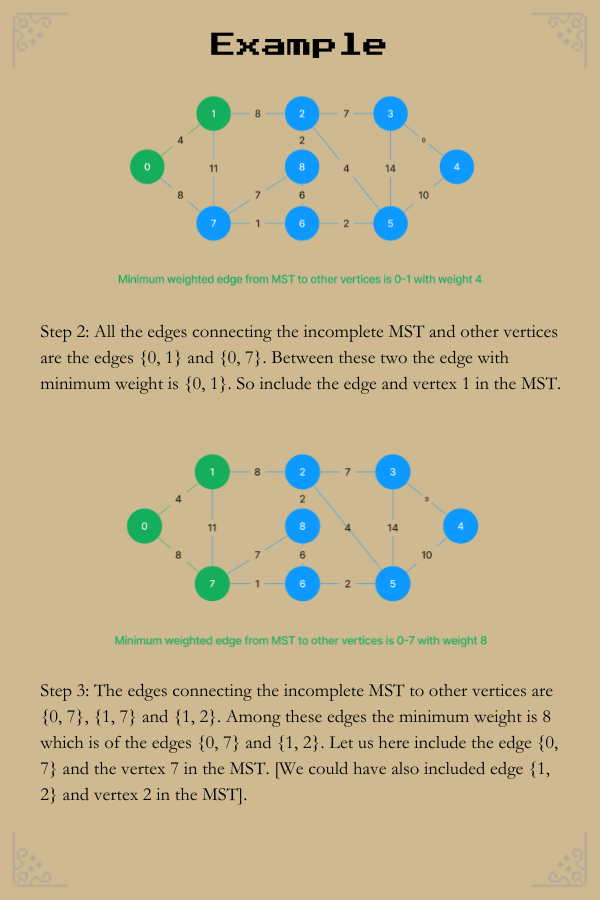 Example
1 8 2 7 3
4 2 9
0 11 8 4 14 4
8 7 6 10
7 1 6 2 5
Minimum weighted edge from MST to other vertices is 0-1 with weight 4
Step 2: All the edges connecting the incomplete MST and other vertices
are the edges {0, 1} and {0, 7}. Between these two the edge with
minimum weight is {0, 1}. So include the edge and vertex 1 in the MST.
1 8 2 7 3
4 2 9
0 11 8 4 14 4
8 7 6 10
7 1 6 2 5
Minimum weighted edge from MST to other vertices is 0-7 with weight 8
Step 3: The edges connecting the incomplete MST to other vertices are
{0, 7}, {1, 7} and {1, 2}. Among these edges the minimum weight is 8
which is of the edges {0, 7} and {1, 2}. Let us here include the edge {0,
7} and the vertex 7 in the MST. [We could have also included edge {1,
2} and vertex 2 in the MST].